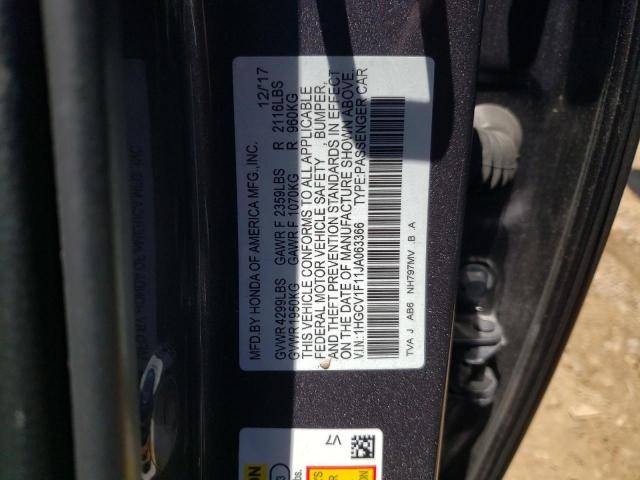 MFD.BY HONDA OF AMERICA MFG.,INC. 12/17
GVWR 4299LBS GAWR F 2359LBS R 2116LBS
GVWR 1950KG GAWR F 1070KG R 960KG
THIS VEHICLE CONFORMS TO ALL APPLICABLE
FEDERAL MOTOR VEHICLE SAFETY , BUMPER,
AND THEFT PREVENTION STANDARDS IN EFFECT
ON THE DATE OF MANUFACTURE SHOWN ABOVE.
V.I.N.: 1HGCV1F11JA063366 TYPE:PASSENGER CAR
TVA J AB6 NH797MV .B .A
V7